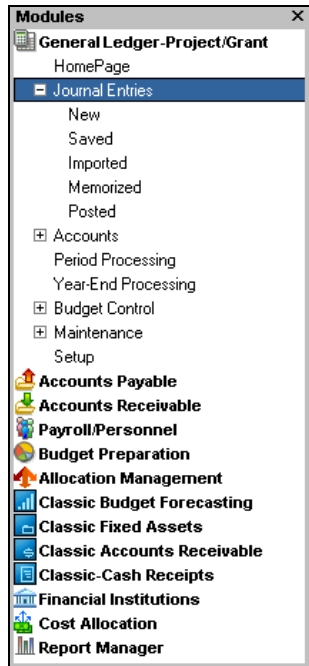 Modules
General Ledger-Project/Grant
HomePage
Journal Entries
New
Saved
Imported
Memorized
Posted
Accounts
Period Processing
Year-End Processing
Budget Control
Maintenance
Setup
Accounts Payable
Accounts Receivable
Payroll/Personnel
Budget Preparation
Allocation Management
Classic Budget Forecasting
Classic Fixed Assets
Classic Accounts Receivable
Classic-Cash Receipts
Financial Institutions
Cost Allocation
Report Manager